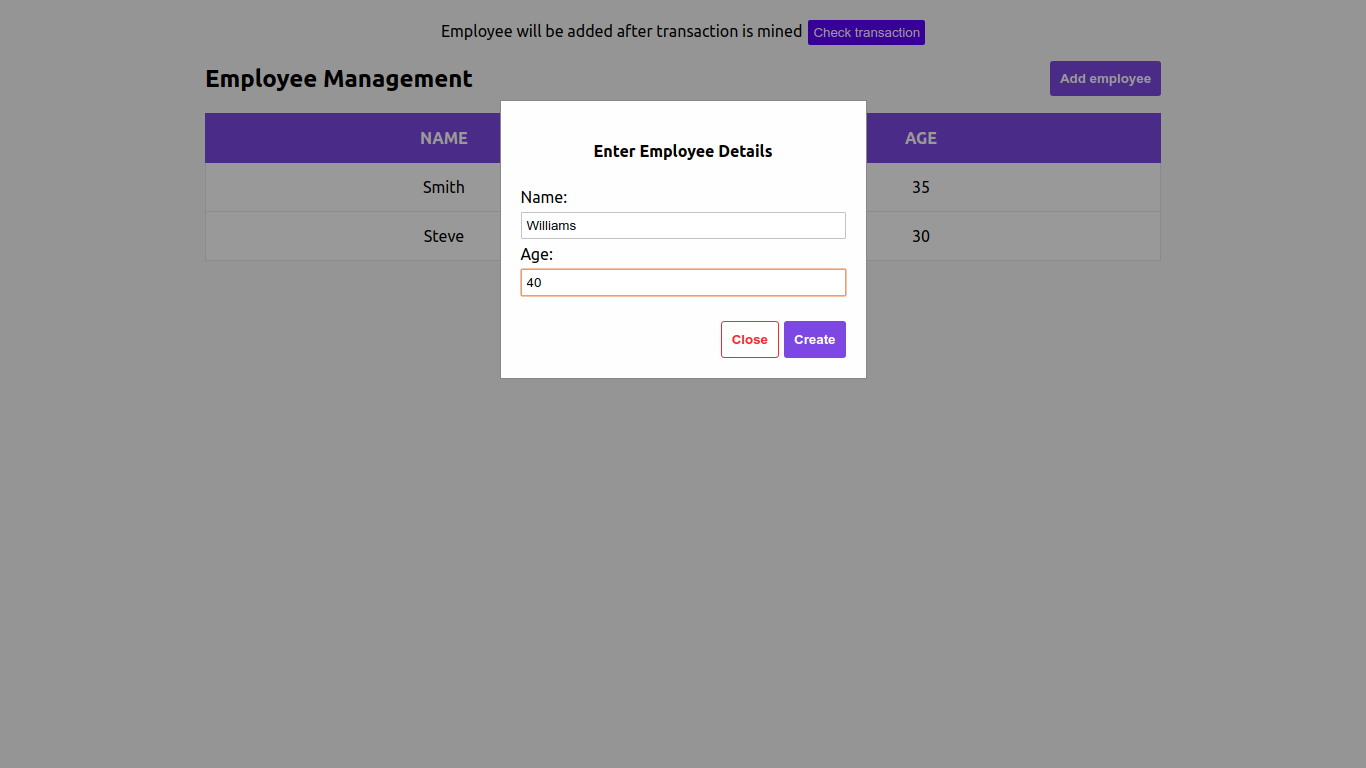 Employee will be added after transaction is mined Check transaction
Employee Management Add employee
NAME AGE
Enter Employee Details
Smith 35
Name:
Williams
Steve 30
Age:
40
Close Create